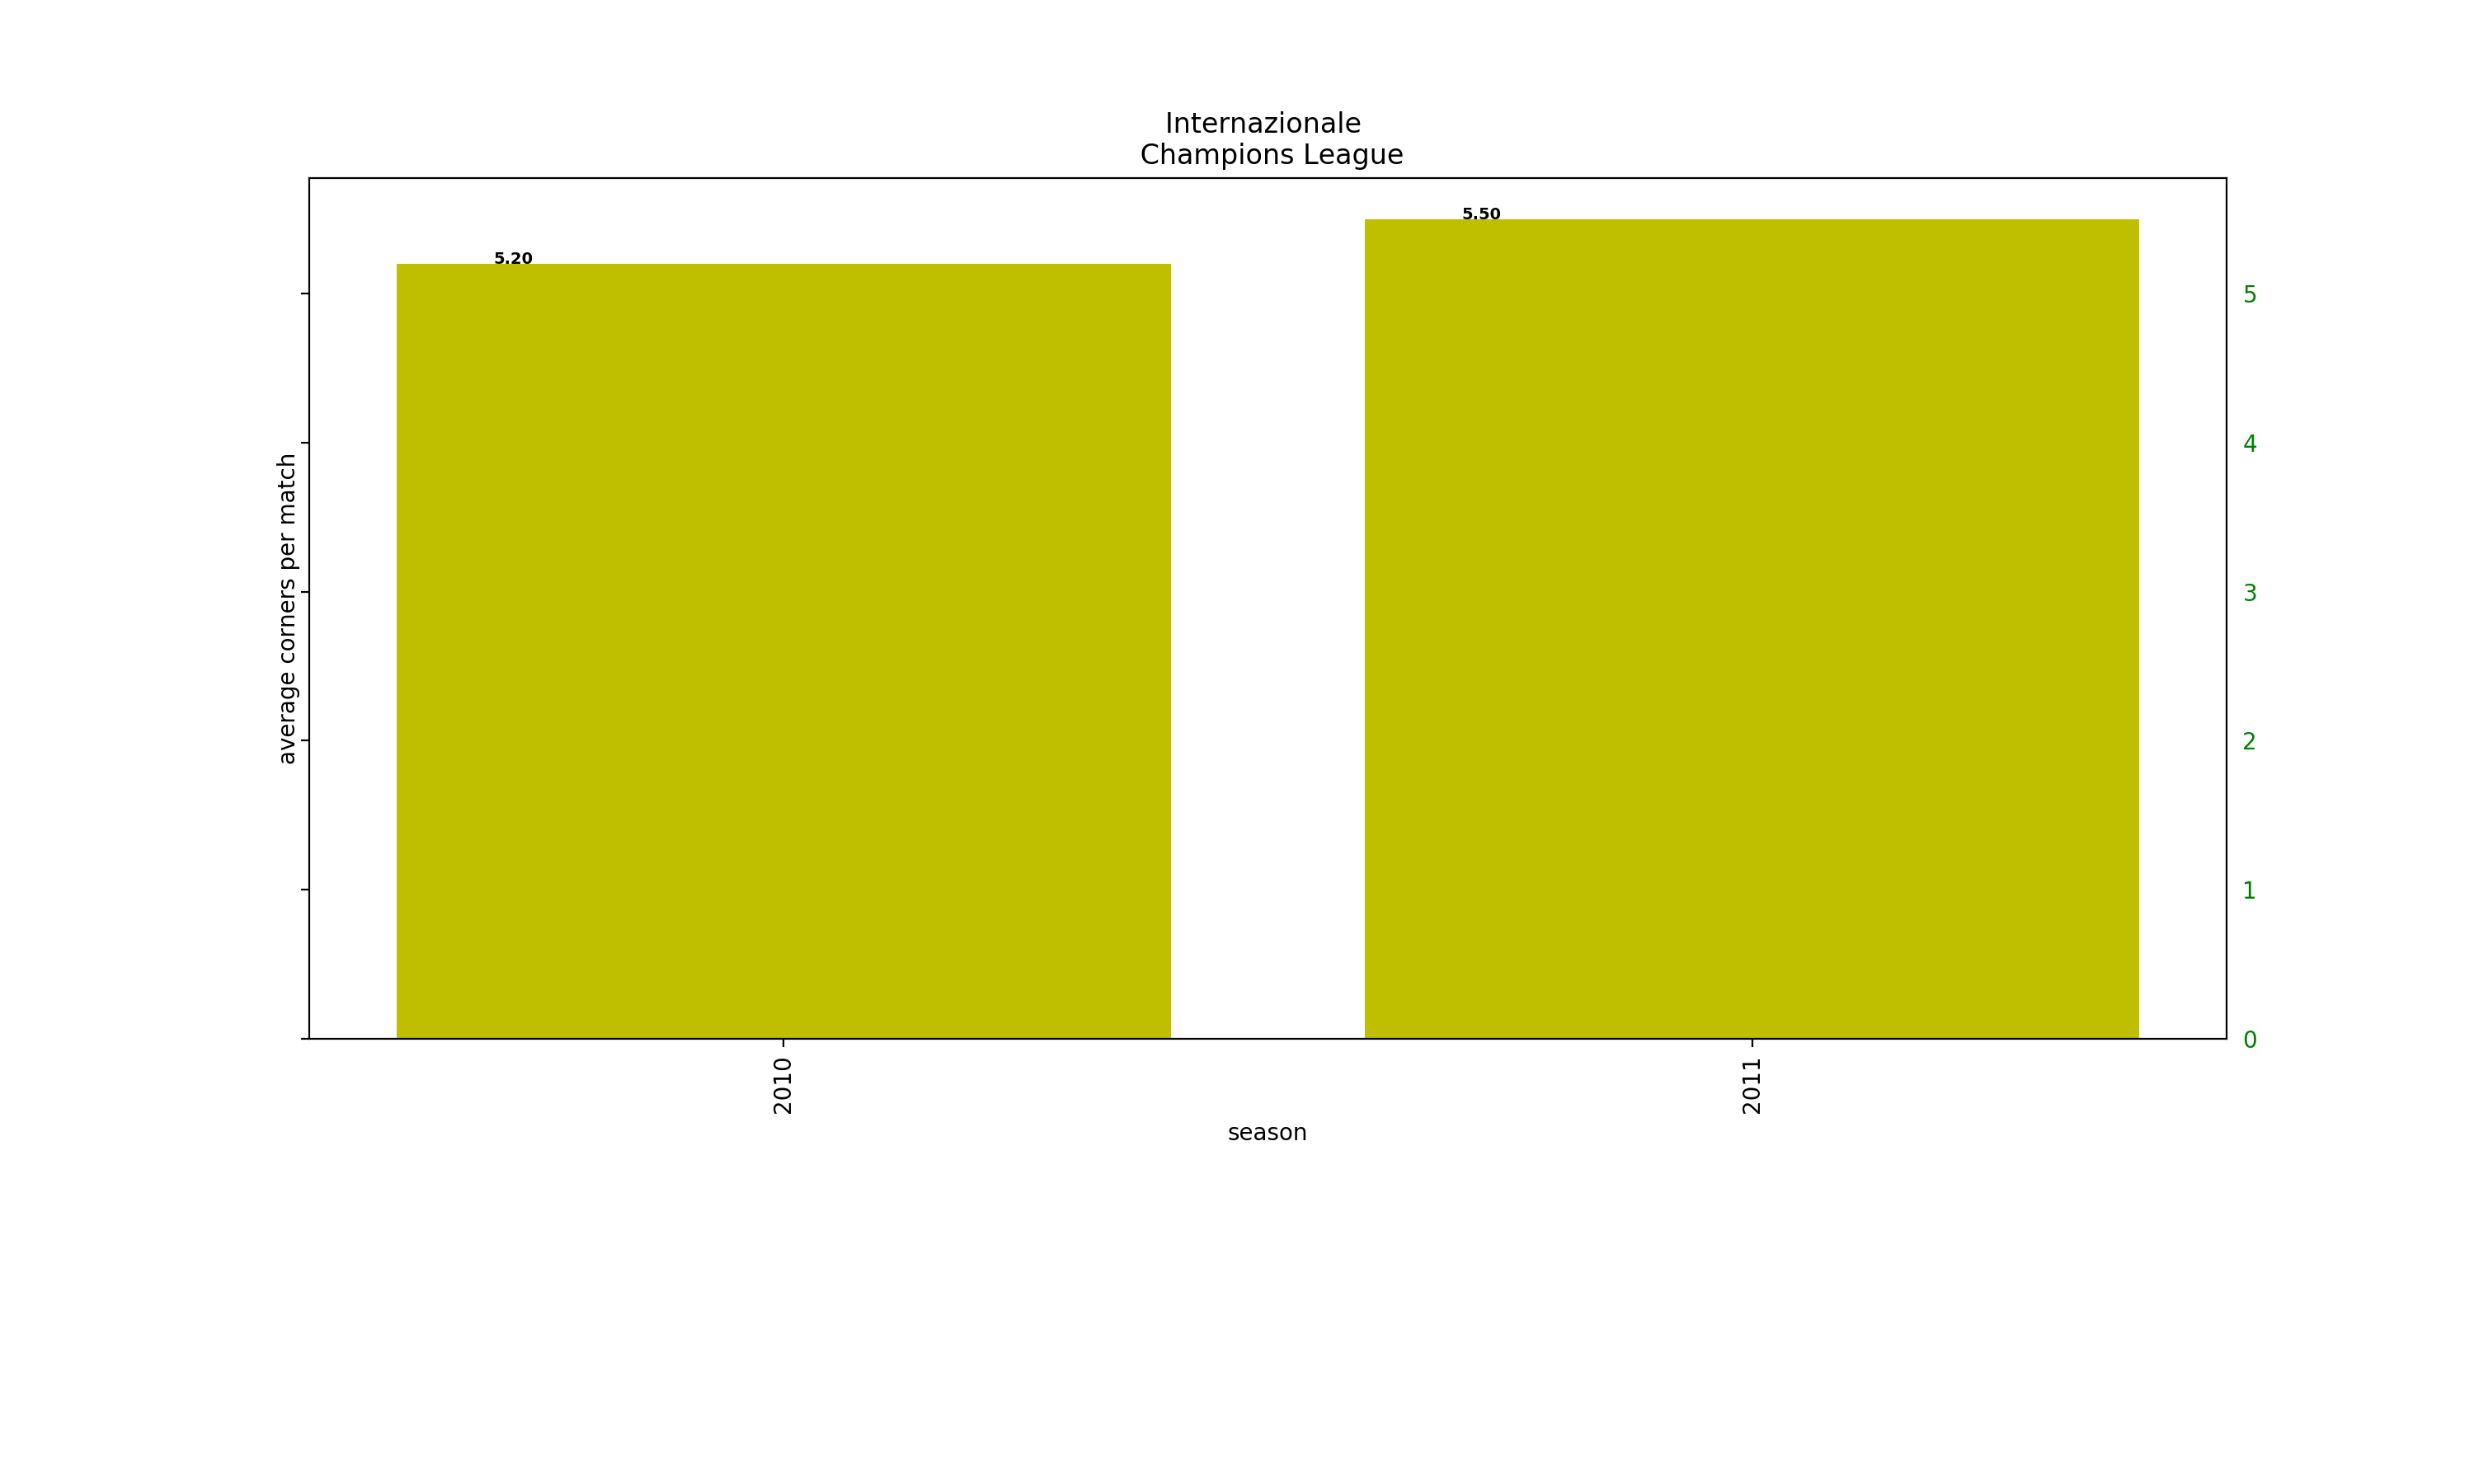 Internazionale
Champions League
5.20
5.50
average corners per match
5
4
3
2
1
0
2010
2011
season